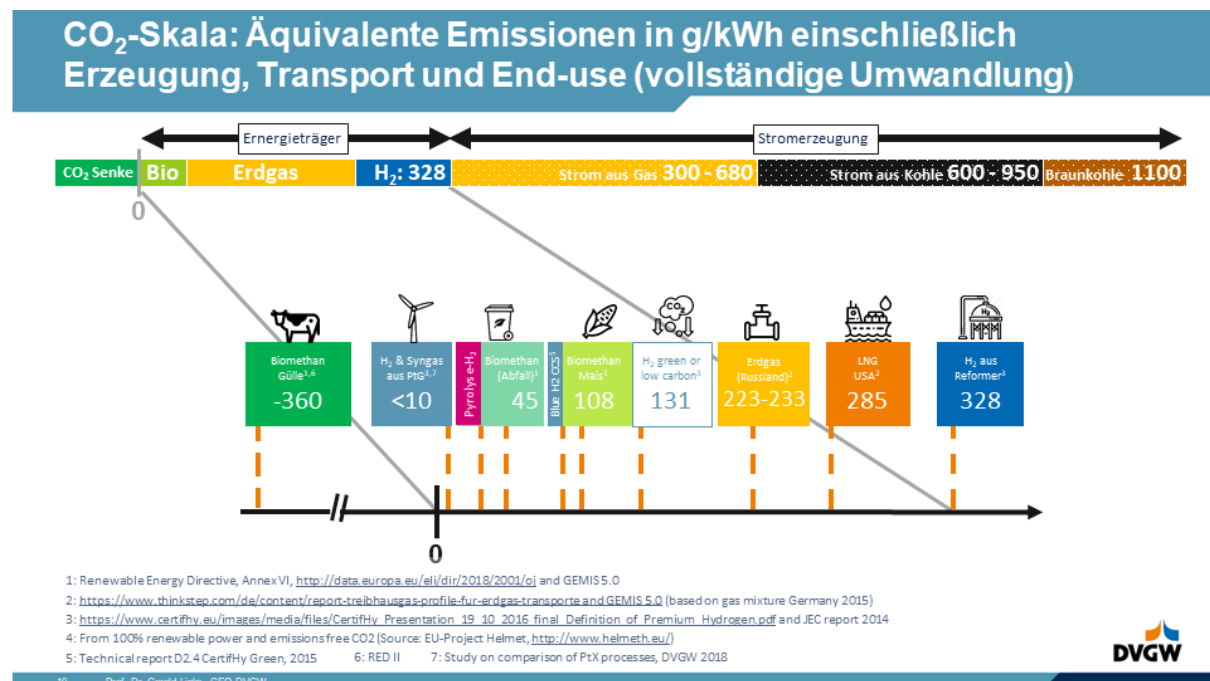 CO₂-Skala: Äquivalente Emissionen in g/kWh einschließlich
Erzeugung, Transport und End-use (vollständige Umwandlung)
Ernergieträger
Stromerzeugung
CO₂ Senke
Bio
Erdgas
H₂: 328
Strom aus Gas 300 - 680
Strom aus Kohle 600 - 950
Braunkohle 1100
0
CO₂
H₂
Biomethan
Gülle¹,⁶
-360
H₂ & Syngas
aus PtG³,⁷
<10
Pyrolyse-H₂
Biomethan
(Abfall)¹
45
Blue H2 CCS⁵
Biomethan
Mais¹
108
H₂ green or
low carbon³
131
Erdgas
(Russland)²
223-233
LNG
USA²
285
H₂ aus
Reformer³
328
0
1: Renewable Energy Directive, Annex VI, http://data.europa.eu/eli/dir/2018/2001/oj and GEMIS 5.0
2: https://www.thinkstep.com/de/content/report-treibhausgas-profile-fur-erdgas-transporte and GEMIS 5.0 (based on gas mixture Germany 2015)
3: https://www.certifhy.eu/images/media/files/CertifHy_Presentation_19_10_2016_final_Definition_of_Premium_Hydrogen.pdf and JEC report 2014
4: From 100% renewable power and emissions free CO2 (Source: EU-Project Helmet, http://www.helmeth.eu/)
5: Technical report D2.4 CertifHy Green, 2015 6: RED II 7: Study on comparison of PtX processes, DVGW 2018
DVGW